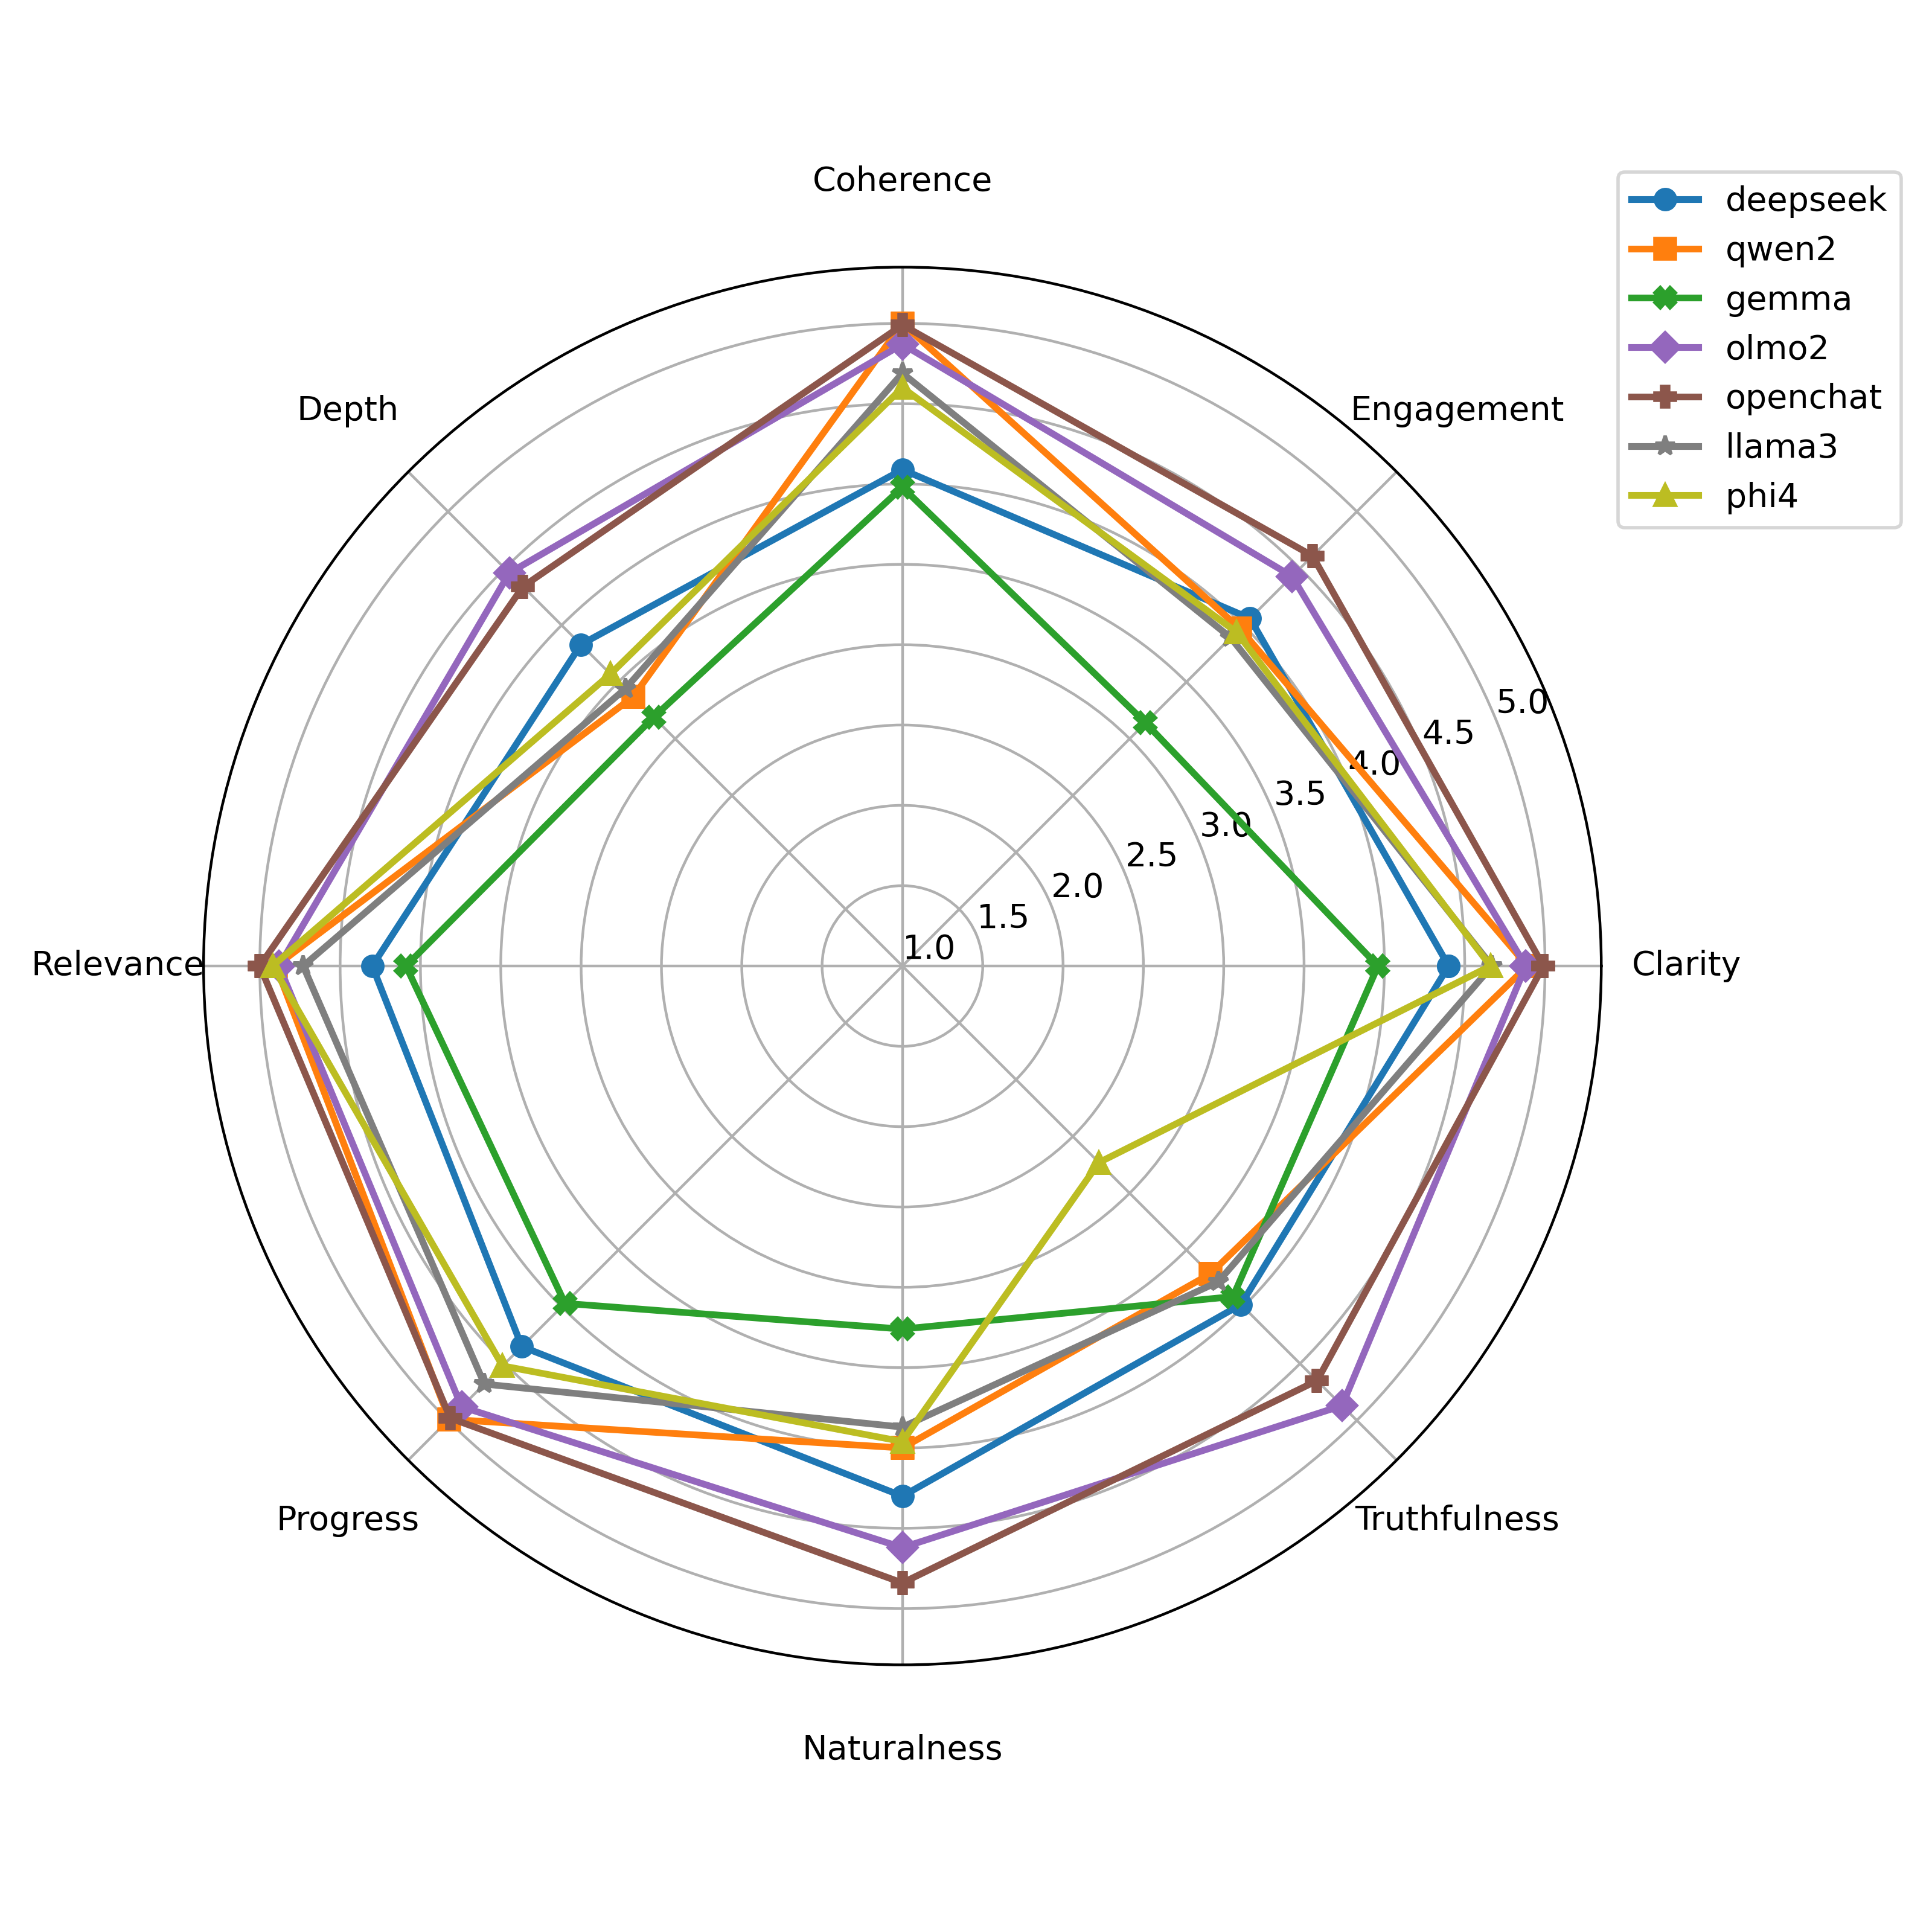 Coherence
deepseek
qwen2
gemma
olmo2
openchat
llama3
phi4
Depth
Engagement
5.0
4.5
4.0
3.5
3.0
2.5
2.0
1.5
1.0
Relevance
Clarity
Progress
Truthfulness
Naturalness